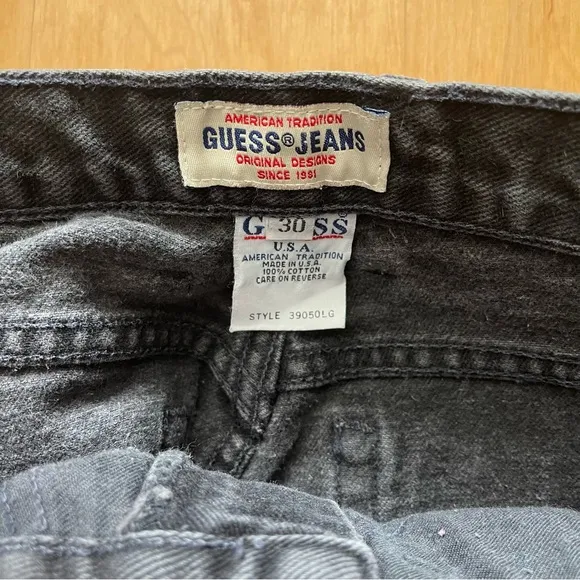 AMERICAN TRADITION
GUESS® JEANS
ORIGINAL DESIGNS
SINCE 1981
G 30 SS
U.S.A.
AMERICAN TRADITION
MADE IN U.S.A.
100% COTTON
CARE ON REVERSE
STYLE 39050LG